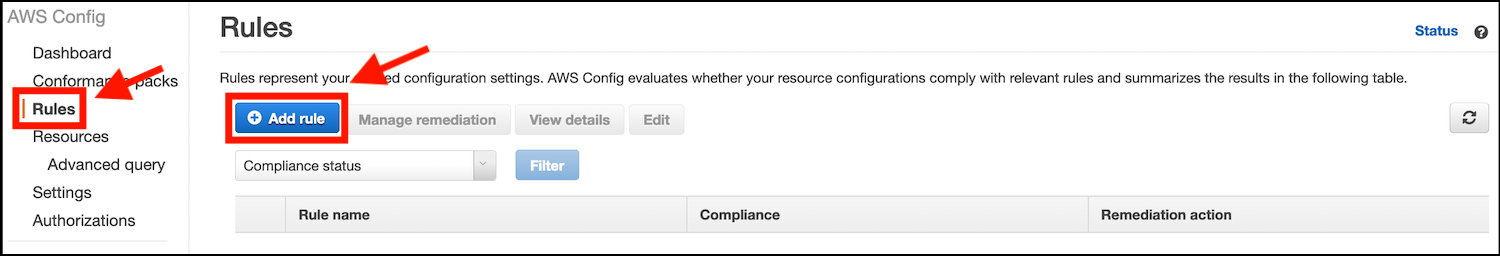 AWS Config
Dashboard
Conformance packs
Rules
Resources
Advanced query
Settings
Authorizations
Rules
Status
Rules represent your configuration settings. AWS Config evaluates whether your resource configurations comply with relevant rules and summarizes the results in the following table.
Add rule
Manage remediation
View details
Edit
Compliance status
Filter
Rule name
Compliance
Remediation action